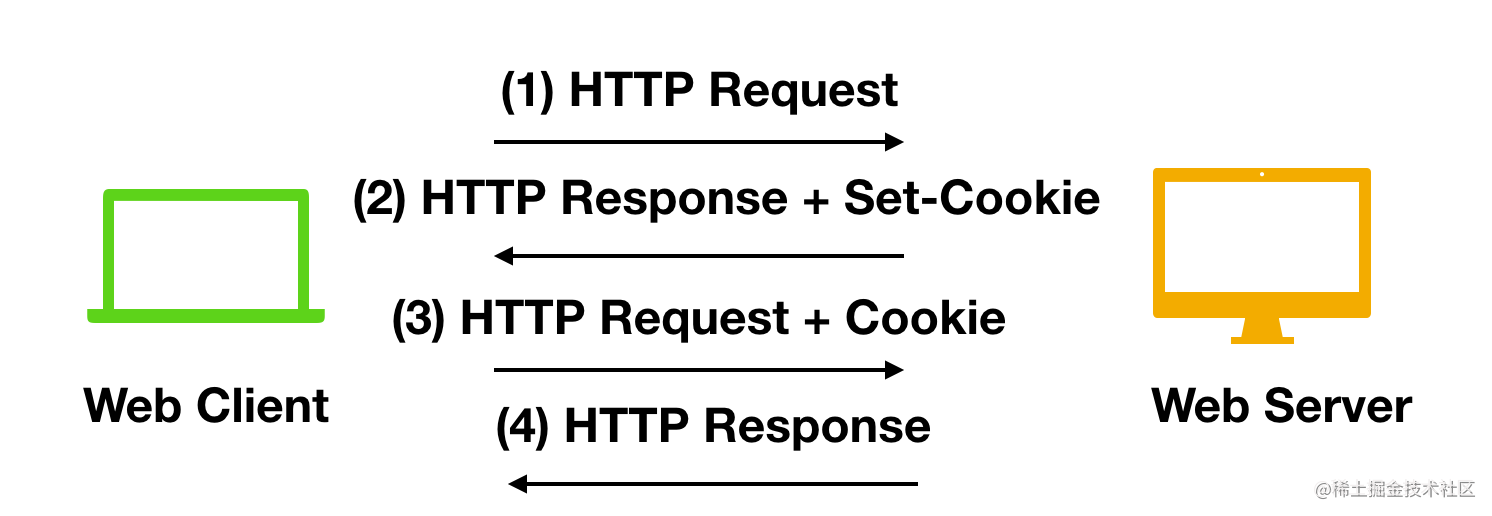 (1) HTTP Request
(2) HTTP Response + Set-Cookie
(3) HTTP Request + Cookie
Web Client
Web Server
(4) HTTP Response
@稀土掘金技术社区